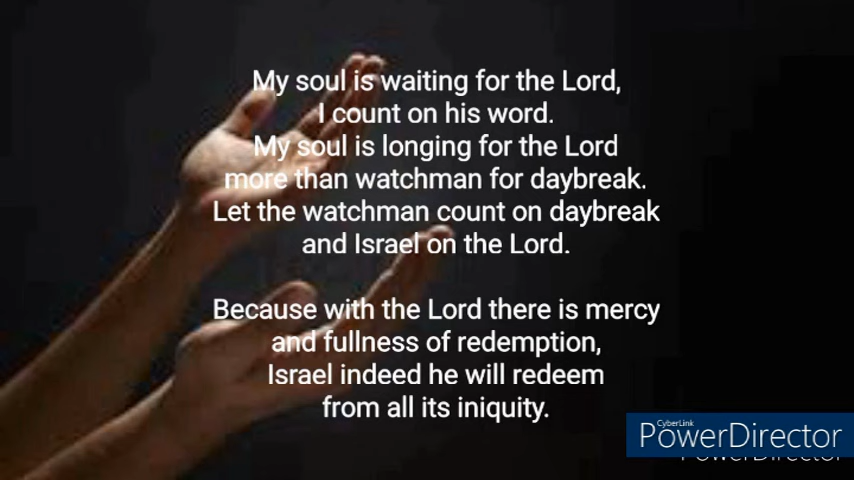 My soul is waiting for the Lord,
I count on his word.
My soul is longing for the Lord
more than watchman for daybreak.
Let the watchman count on daybreak
and Israel on the Lord.
Because with the Lord there is mercy
and fullness of redemption,
Israel indeed he will redeem
from all its iniquity.
CyberLink
PowerDirector
PowerDirector